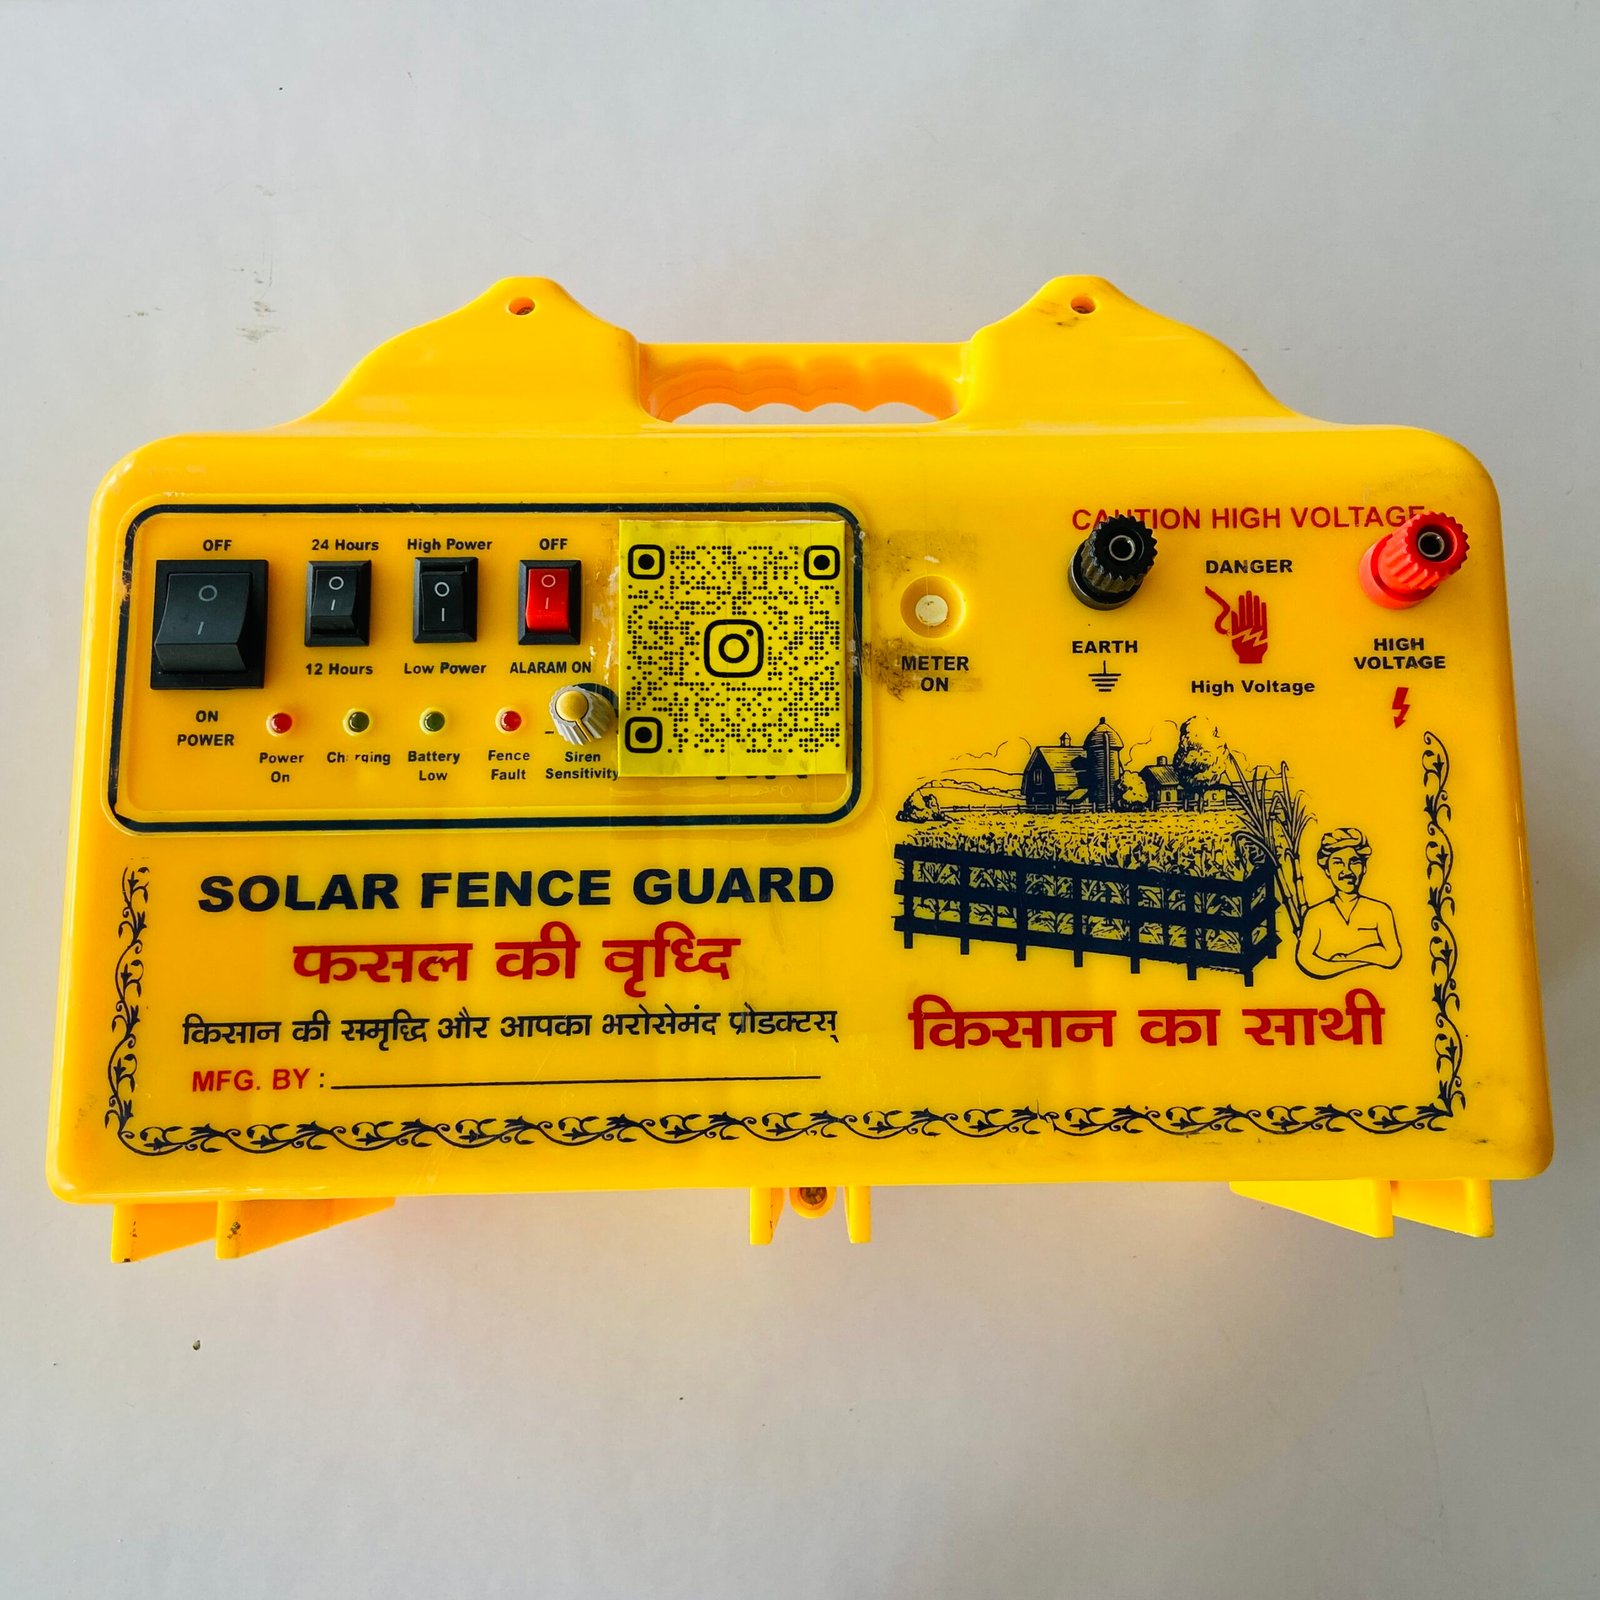 OFF
24 Hours
High Power
OFF
12 Hours
Low Power
ALARAM ON
ON
POWER
Power
On
Charging
Battery
Low
Fence
Fault
Siren
Sensitivity
METER
ON
CAUTION HIGH VOLTAGE
DANGER
High Voltage
EARTH
HIGH
VOLTAGE
SOLAR FENCE GUARD
फसल की वृध्दि
किसान की समृद्धि और आपका भरोसेमंद प्रोडक्टस्
MFG. BY :
किसान का साथी